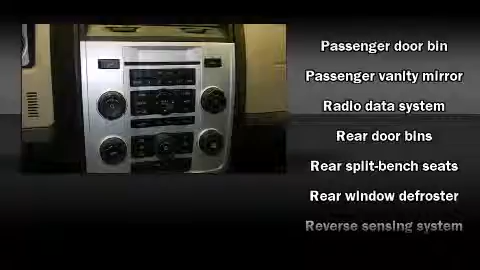 Passenger door bin
Passenger vanity mirror
Radio data system
Rear door bins
Rear split-bench seats
Rear window defroster
Reverse sensing system